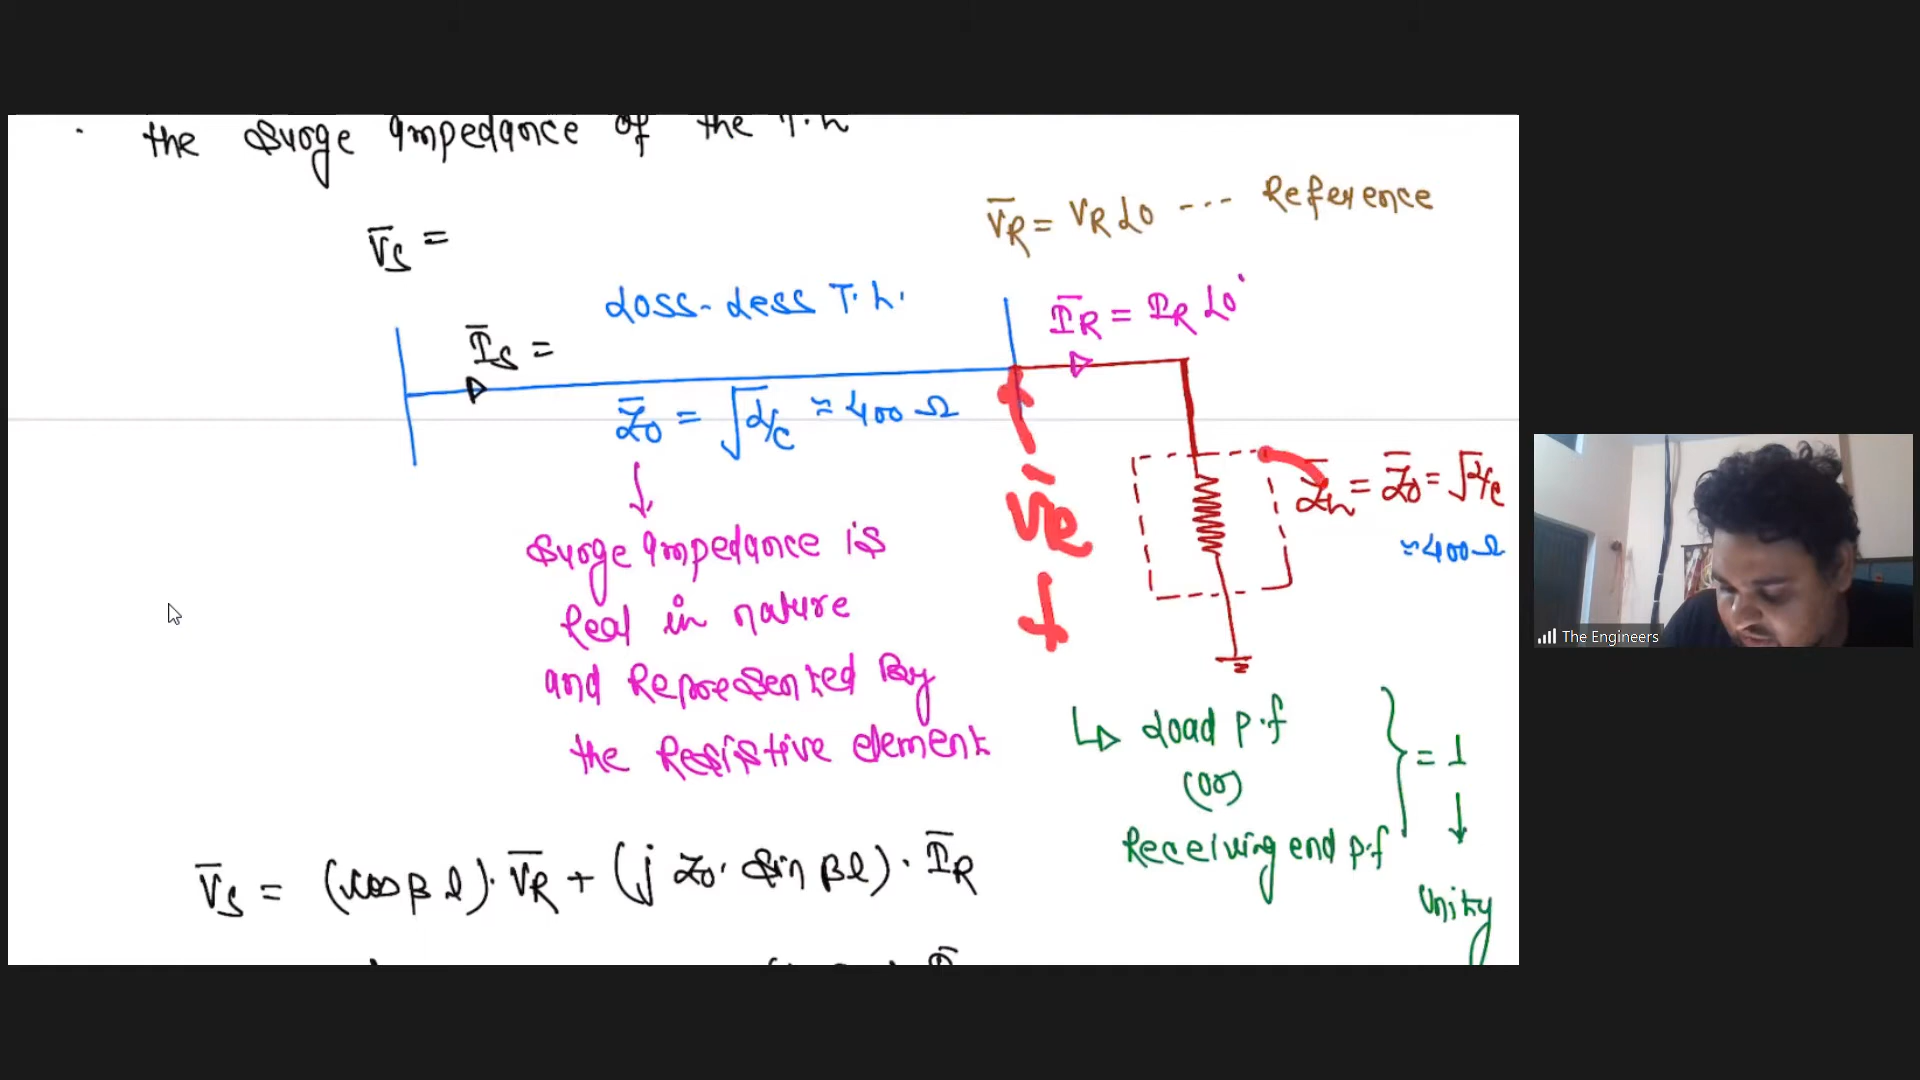 the Surge Impedance of the T.L
V̄R = VR∠0 --- Reference
V̄S =
Loss-Less T.L.
ĪR = IR∠0°
ĪS =
Z̄0 = √L/C ≈ 400 Ω
Z̄L = Z̄0 = √L/C
≈ 400 Ω
V̄R
Surge Impedance is
Real in nature
and Represented By
the Resistive element
Load p.f
(or)
Receiving end p.f
= 1
Unity
V̄S = (cos βl). V̄R + (j Z0. Sin βl). ĪR
The Engineers